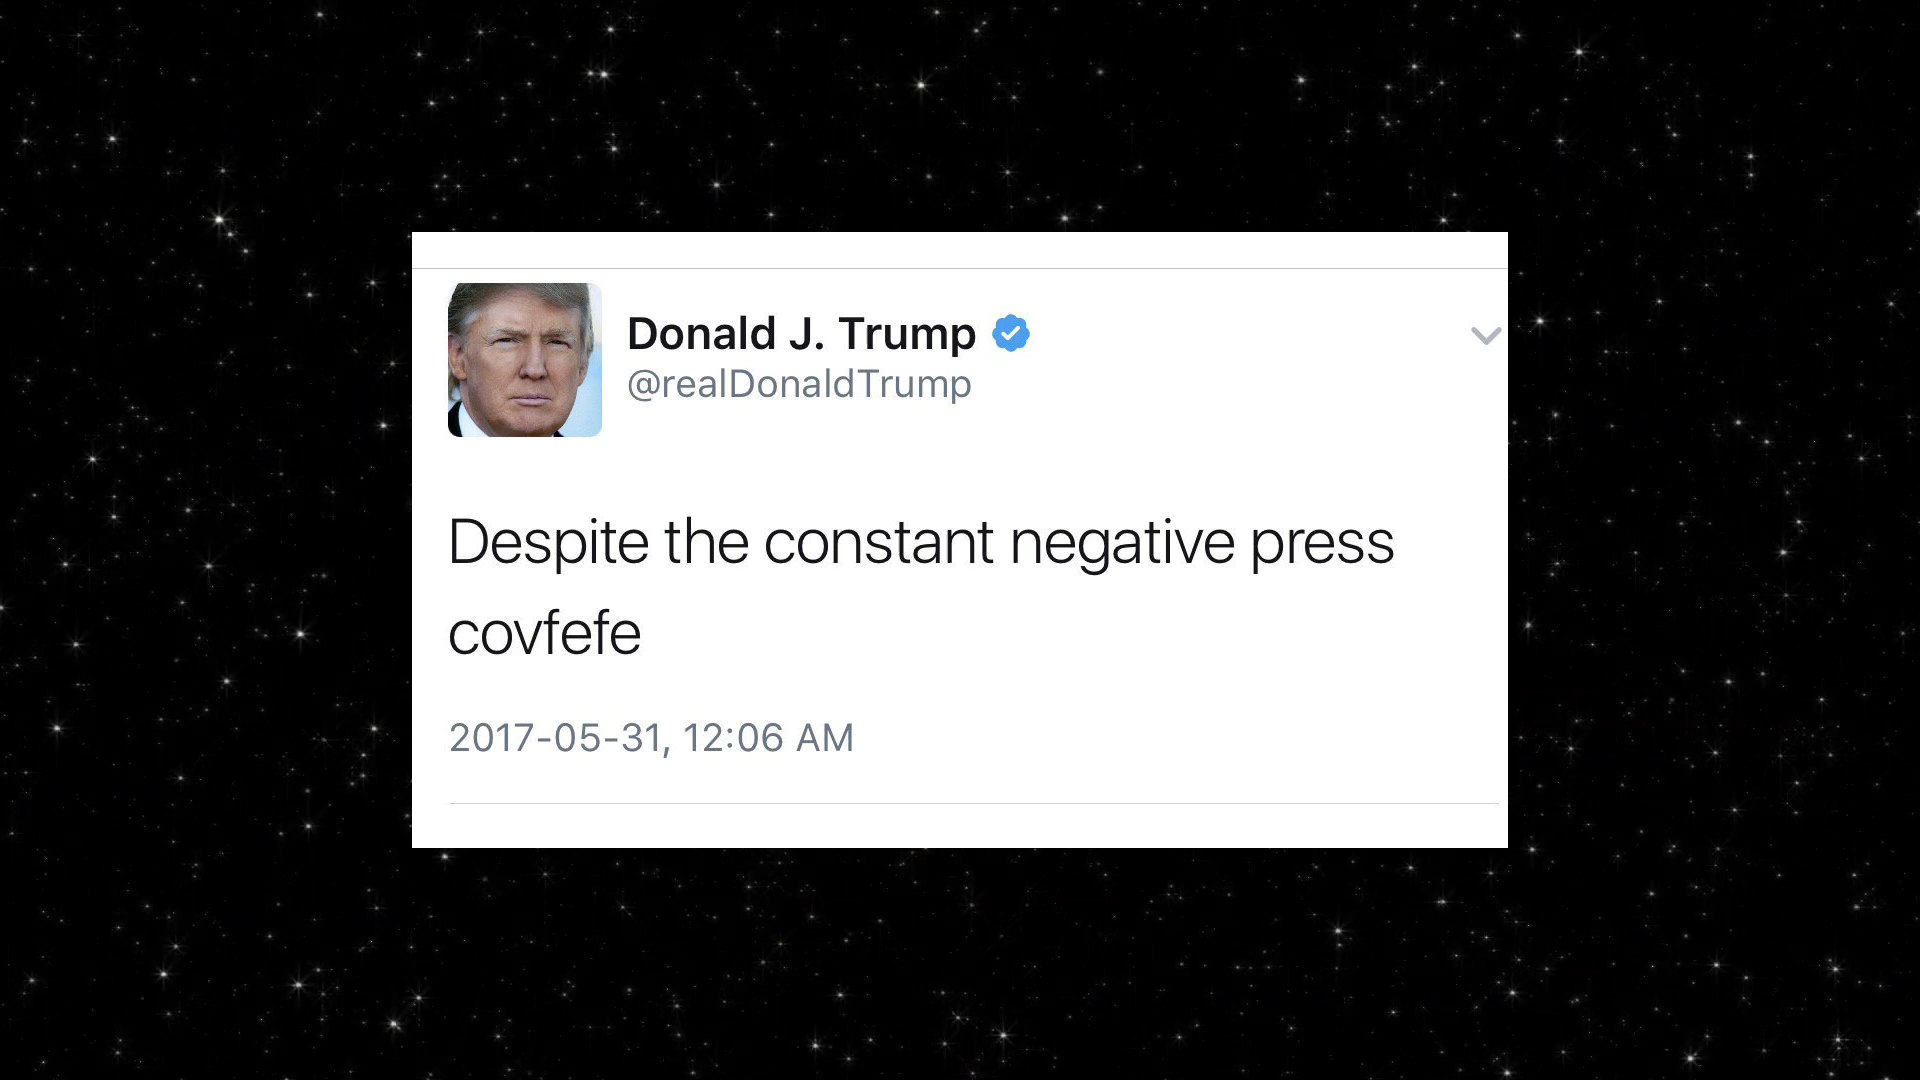 Donald J. Trump
@realDonaldTrump
Despite the constant negative press
covfefe
2017-05-31, 12:06 AM